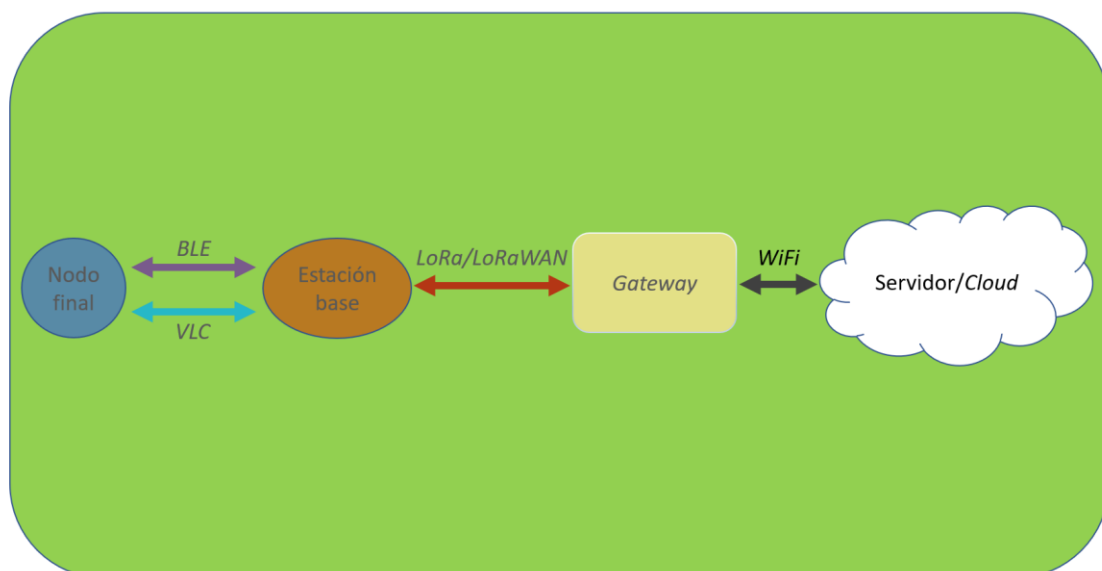 Nodo
final
BLE
VLC
Estación
base
LoRa/LoRaWAN
Gateway
WiFi
Servidor/Cloud